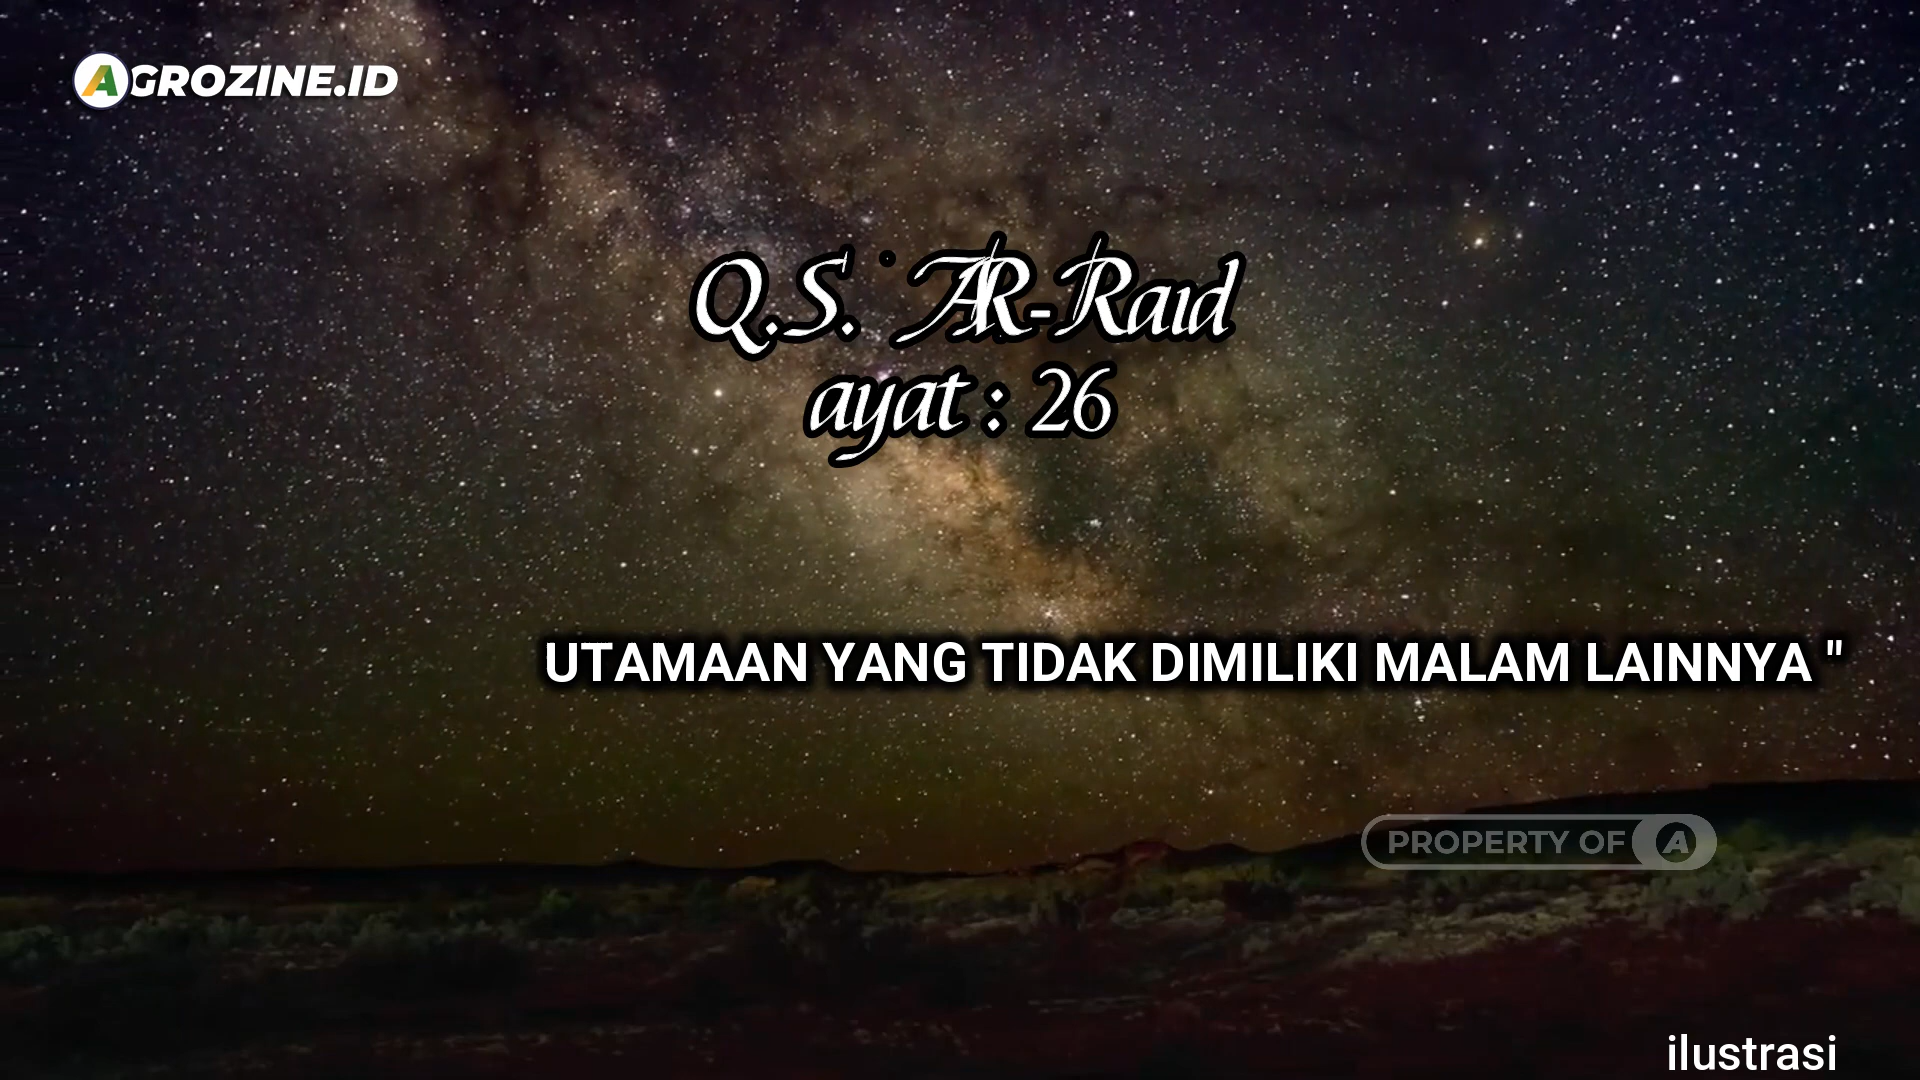 AGROZINE.ID
Q.S. AR-Raid
ayat : 26
UTAMAAN YANG TIDAK DIMILIKI MALAM LAINNYA "
PROPERTY OF A
ilustrasi